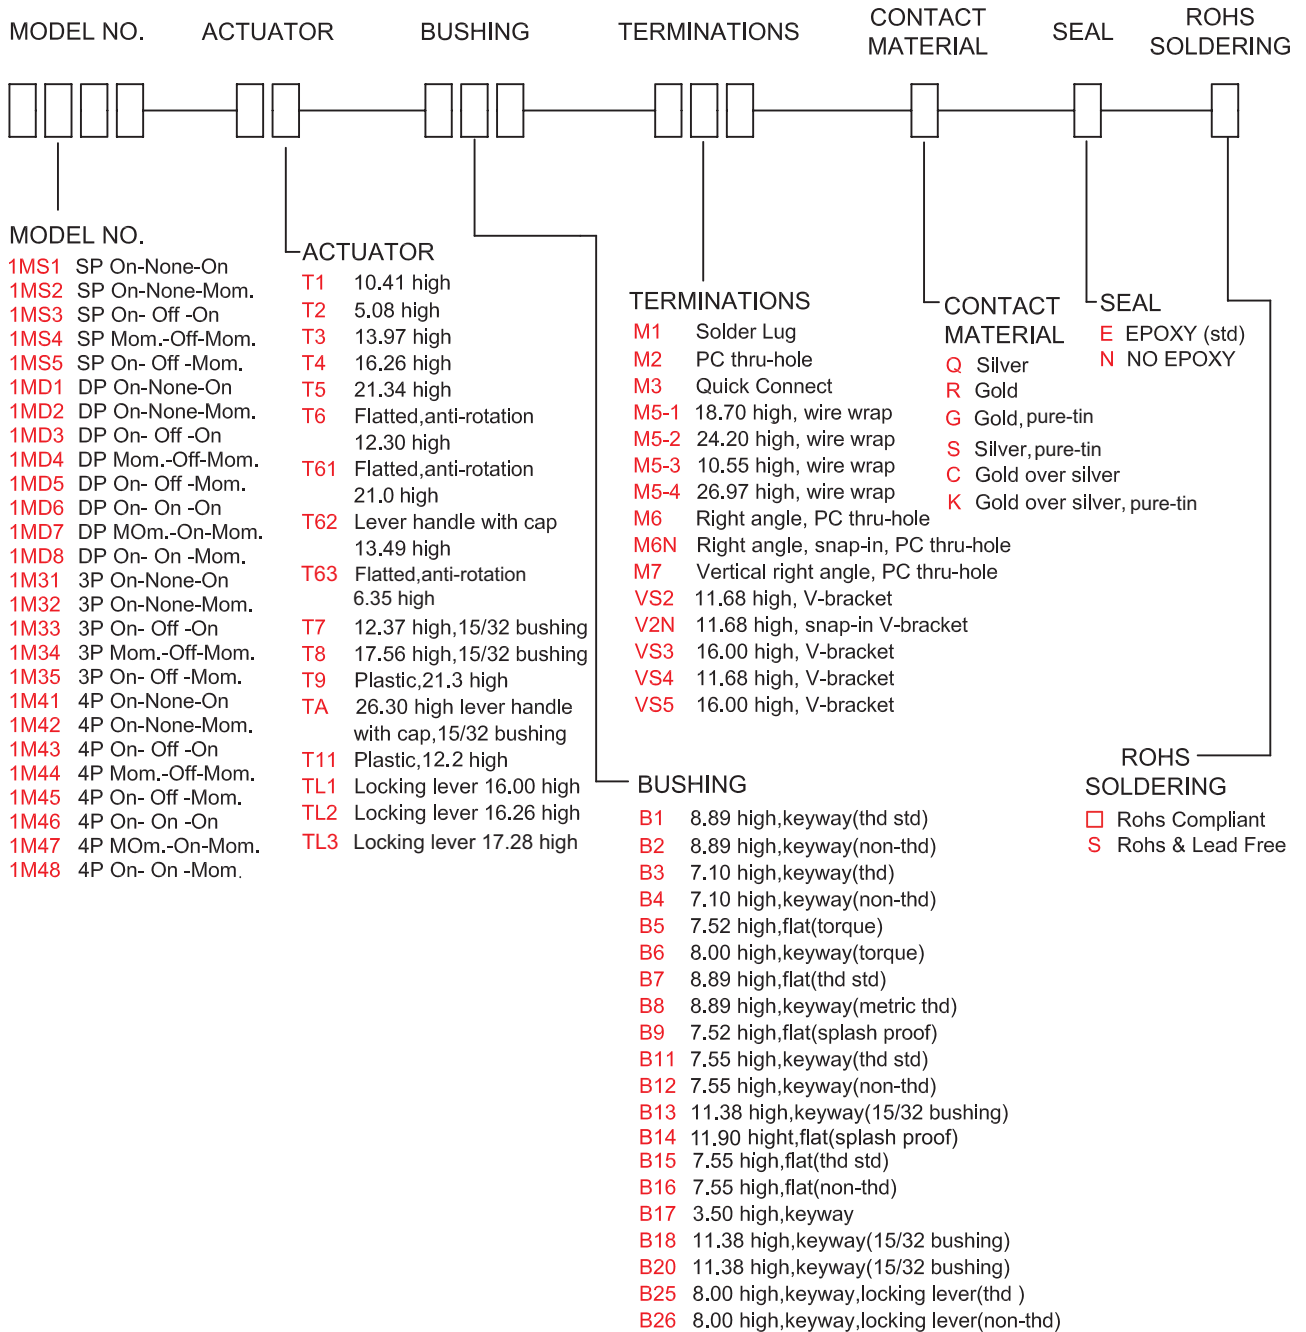 MODEL NO.
ACTUATOR
BUSHING
TERMINATIONS
CONTACT
MATERIAL
SEAL
ROHS
SOLDERING
MODEL NO.
1MS1 SP On-None-On
1MS2 SP On-None-Mom.
1MS3 SP On- Off -On
1MS4 SP Mom.-Off-Mom.
1MS5 SP On- Off -Mom.
1MD1 DP On-None-On
1MD2 DP On-None-Mom.
1MD3 DP On- Off -On
1MD4 DP Mom.-Off-Mom.
1MD5 DP On- Off -Mom.
1MD6 DP On- On -On
1MD7 DP MOm.-On-Mom.
1MD8 DP On- On -Mom.
1M31 3P On-None-On
1M32 3P On-None-Mom.
1M33 3P On- Off -On
1M34 3P Mom.-Off-Mom.
1M35 3P On- Off -Mom.
1M41 4P On-None-On
1M42 4P On-None-Mom.
1M43 4P On- Off -On
1M44 4P Mom.-Off-Mom.
1M45 4P On- Off -Mom.
1M46 4P On- On -On
1M47 4P MOm.-On-Mom.
1M48 4P On- On -Mom.
ACTUATOR
T1 10.41 high
T2 5.08 high
T3 13.97 high
T4 16.26 high
T5 21.34 high
T6 Flatted,anti-rotation
12.30 high
T61 Flatted,anti-rotation
21.0 high
T62 Lever handle with cap
13.49 high
T63 Flatted,anti-rotation
6.35 high
T7 12.37 high,15/32 bushing
T8 17.56 high,15/32 bushing
T9 Plastic,21.3 high
TA 26.30 high lever handle
with cap,15/32 bushing
T11 Plastic,12.2 high
TL1 Locking lever 16.00 high
TL2 Locking lever 16.26 high
TL3 Locking lever 17.28 high
TERMINATIONS
M1 Solder Lug
M2 PC thru-hole
M3 Quick Connect
M5-1 18.70 high, wire wrap
M5-2 24.20 high, wire wrap
M5-3 10.55 high, wire wrap
M5-4 26.97 high, wire wrap
M6 Right angle, PC thru-hole
M6N Right angle, snap-in, PC thru-hole
M7 Vertical right angle, PC thru-hole
VS2 11.68 high, V-bracket
V2N 11.68 high, snap-in V-bracket
VS3 16.00 high, V-bracket
VS4 11.68 high, V-bracket
VS5 16.00 high, V-bracket
CONTACT
MATERIAL
Q Silver
R Gold
G Gold, pure-tin
S Silver, pure-tin
C Gold over silver
K Gold over silver, pure-tin
SEAL
E EPOXY (std)
N NO EPOXY
BUSHING
B1 8.89 high,keyway(thd std)
B2 8.89 high,keyway(non-thd)
B3 7.10 high,keyway(thd)
B4 7.10 high,keyway(non-thd)
B5 7.52 high,flat(torque)
B6 8.00 high,keyway(torque)
B7 8.89 high,flat(thd std)
B8 8.89 high,keyway(metric thd)
B9 7.52 high,flat(splash proof)
B11 7.55 high,keyway(thd std)
B12 7.55 high,keyway(non-thd)
B13 11.38 high,keyway(15/32 bushing)
B14 11.90 hight,flat(splash proof)
B15 7.55 high,flat(thd std)
B16 7.55 high,flat(non-thd)
B17 3.50 high,keyway
B18 11.38 high,keyway(15/32 bushing)
B20 11.38 high,keyway(15/32 bushing)
B25 8.00 high,keyway,locking lever(thd )
B26 8.00 high,keyway,locking lever(non-thd)
ROHS
SOLDERING
□ Rohs Compliant
S Rohs & Lead Free